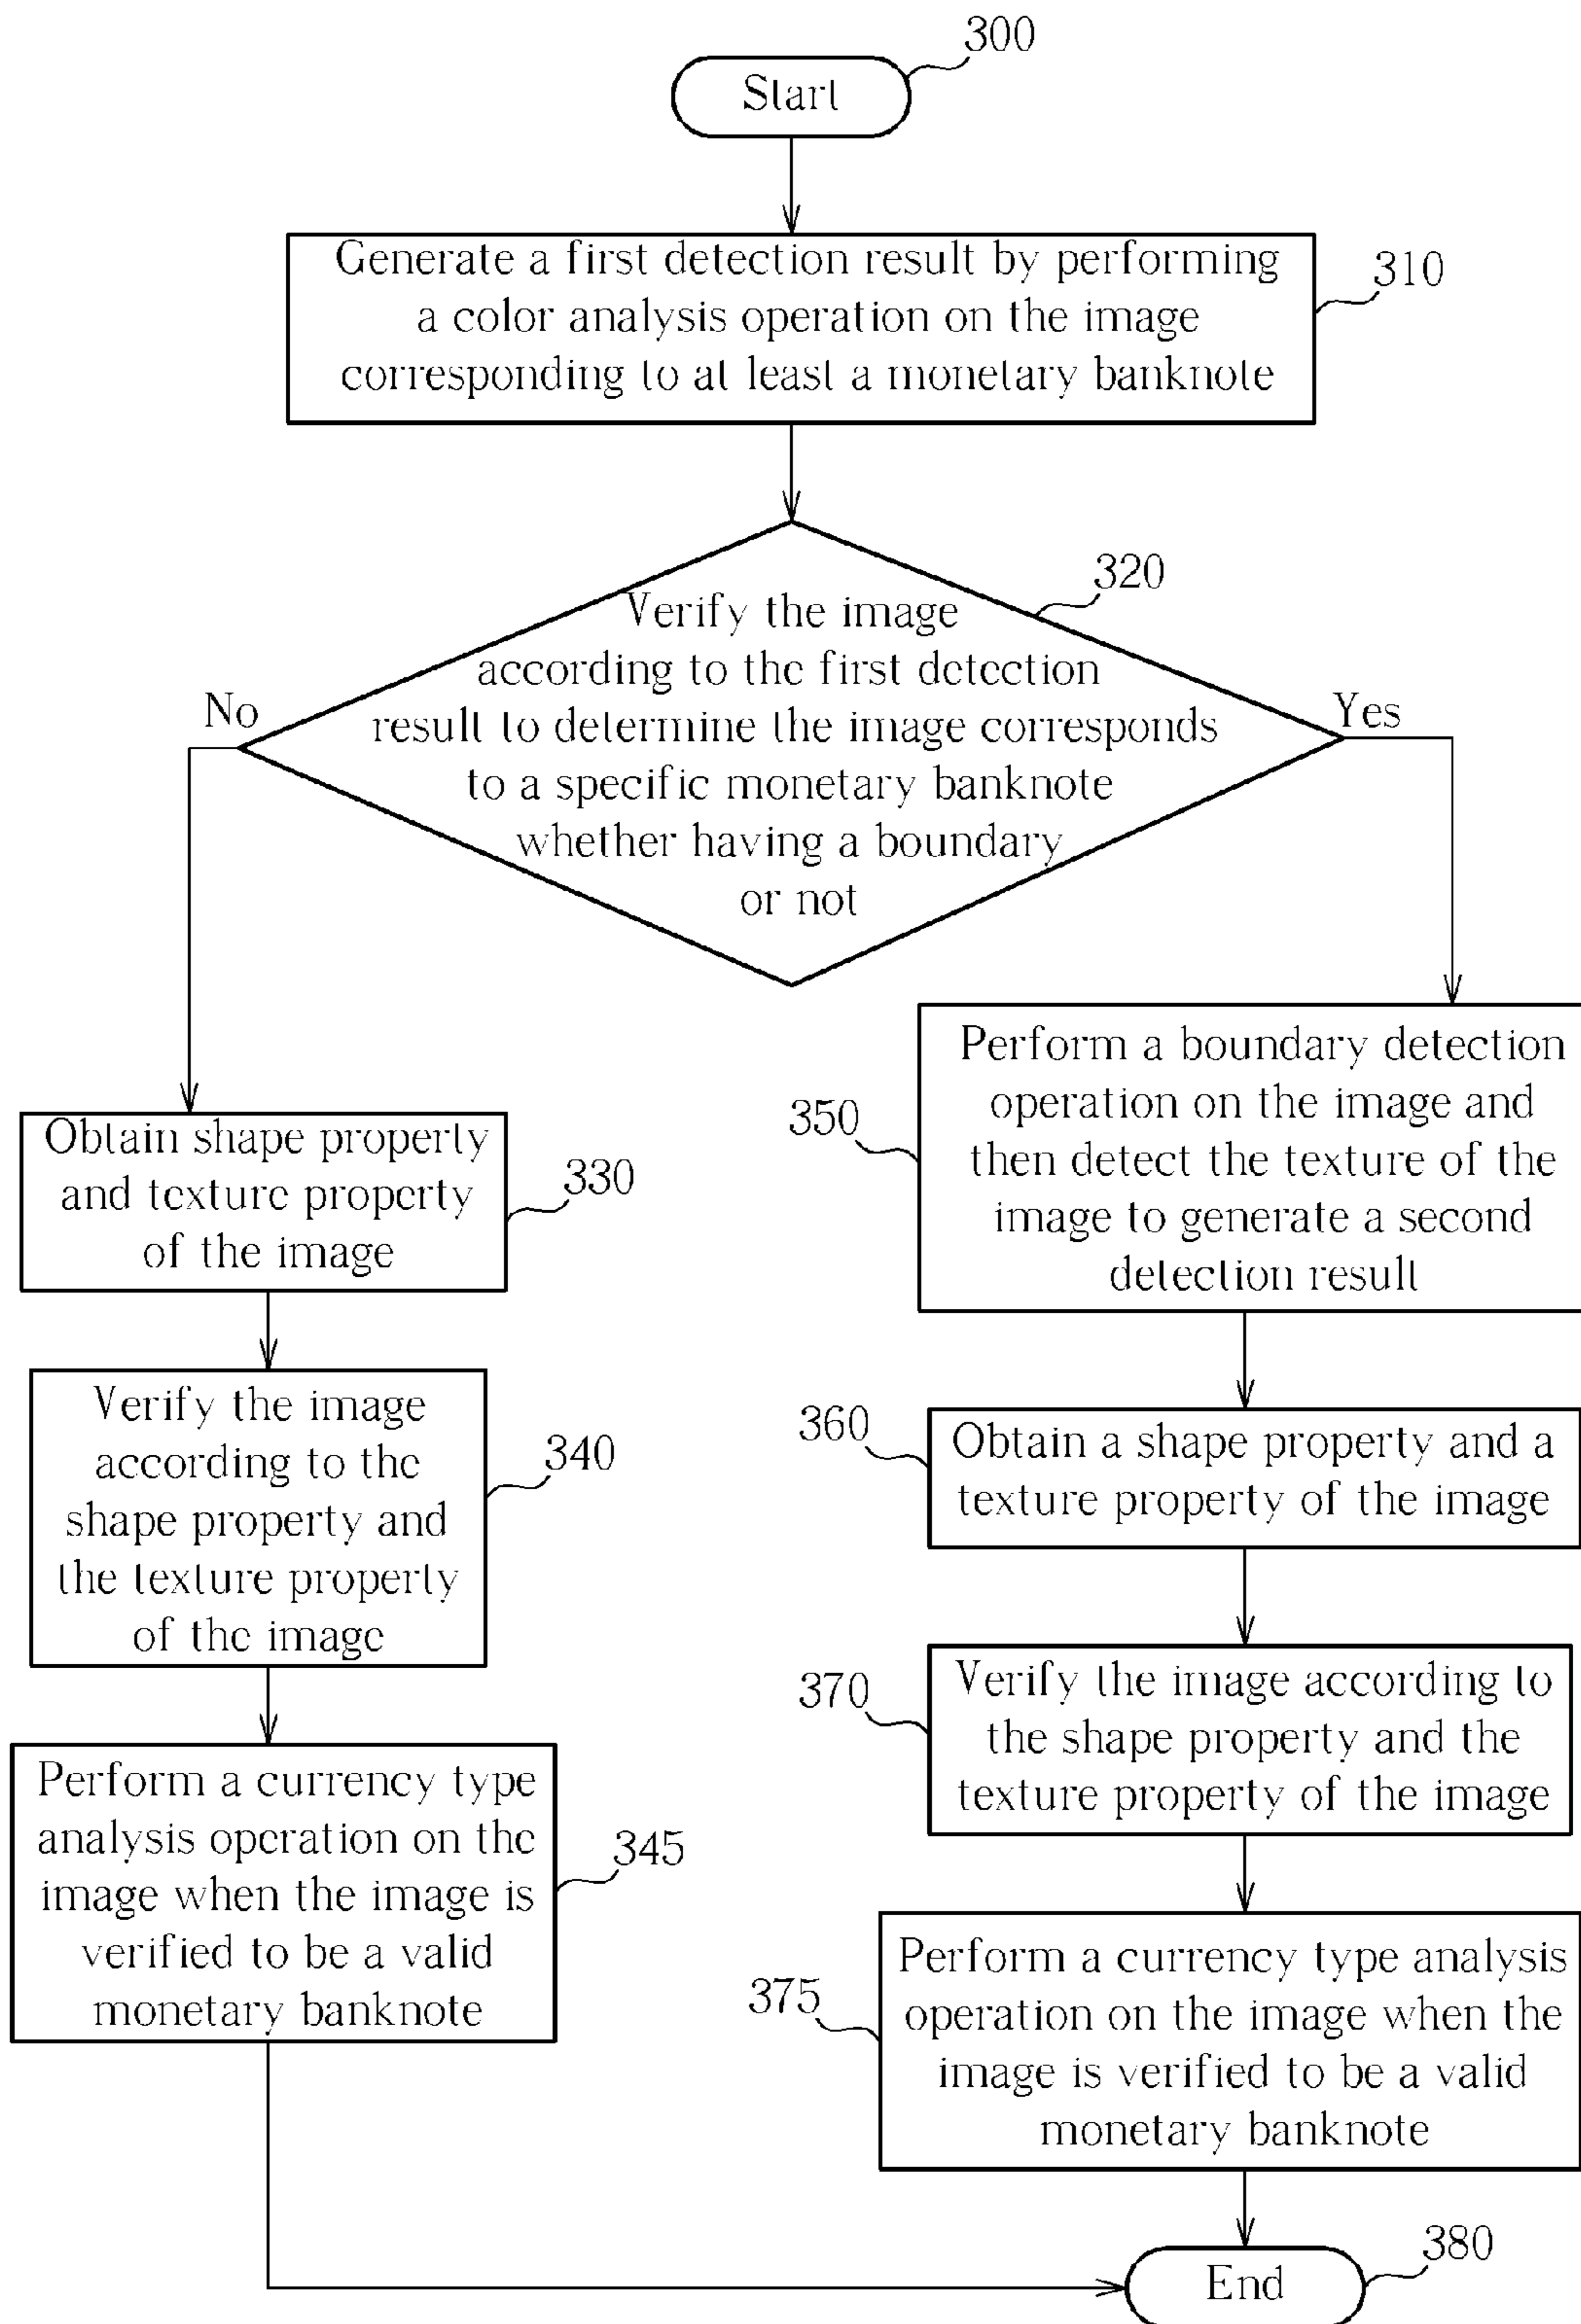 300
Start
Generate a first detection result by performing
a color analysis operation on the image
corresponding to at least a monetary banknote
310
320
Verify the image
according to the first detection
result to determine the image corresponds
to a specific monetary banknote
whether having a boundary
or not
No
Yes
Obtain shape property
and texture property
of the image
330
Verify the image
according to the
shape property and
the texture property
of the image
340
Perform a currency type
analysis operation on the
image when the image is
verified to be a valid
monetary banknote
345
Perform a boundary detection
operation on the image and
then detect the texture of the
image to generate a second
detection result
350
360
Obtain a shape property and a
texture property of the image
370
Verify the image according to
the shape property and the
texture property of the image
375
Perform a currency type analysis
operation on the image when the
image is verified to be a valid
monetary banknote
380
End